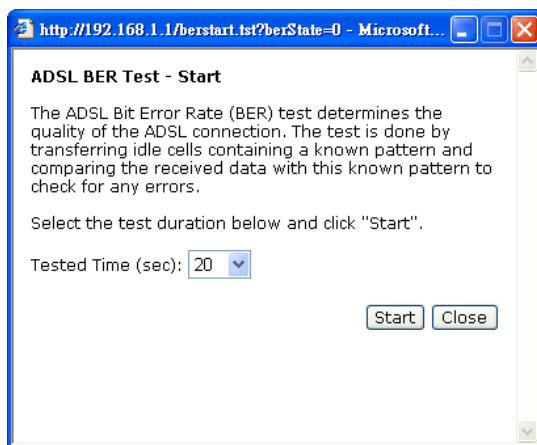 http://192.168.1.1/berstart.tst?berState=0 - Microsoft...
ADSL BER Test - Start
The ADSL Bit Error Rate (BER) test determines the
quality of the ADSL connection. The test is done by
transferring idle cells containing a known pattern and
comparing the received data with this known pattern to
check for any errors.
Select the test duration below and click "Start".
Tested Time (sec): 20
Start Close